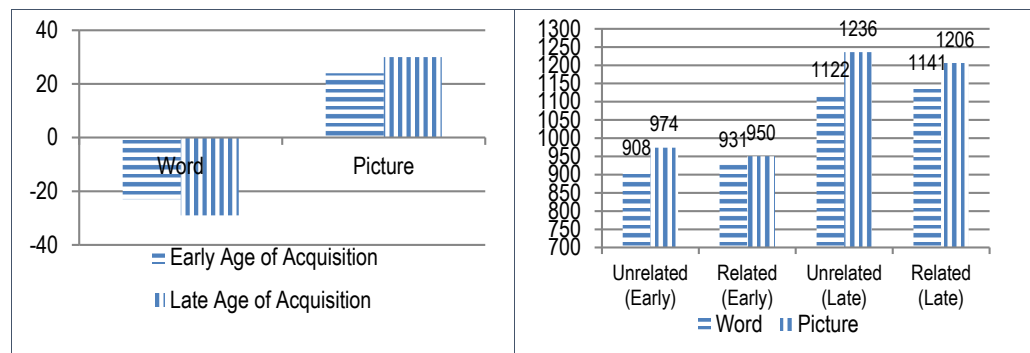 40
20
0
-20
-40
Word
Picture
Early Age of Acquisition
Late Age of Acquisition
1300
1250
1200
1150
1100
1050
1000
950
900
850
800
750
700
908
974
931
950
1122
1236
1141
1206
Unrelated (Early)
Related (Early)
Unrelated (Late)
Related (Late)
Word
Picture